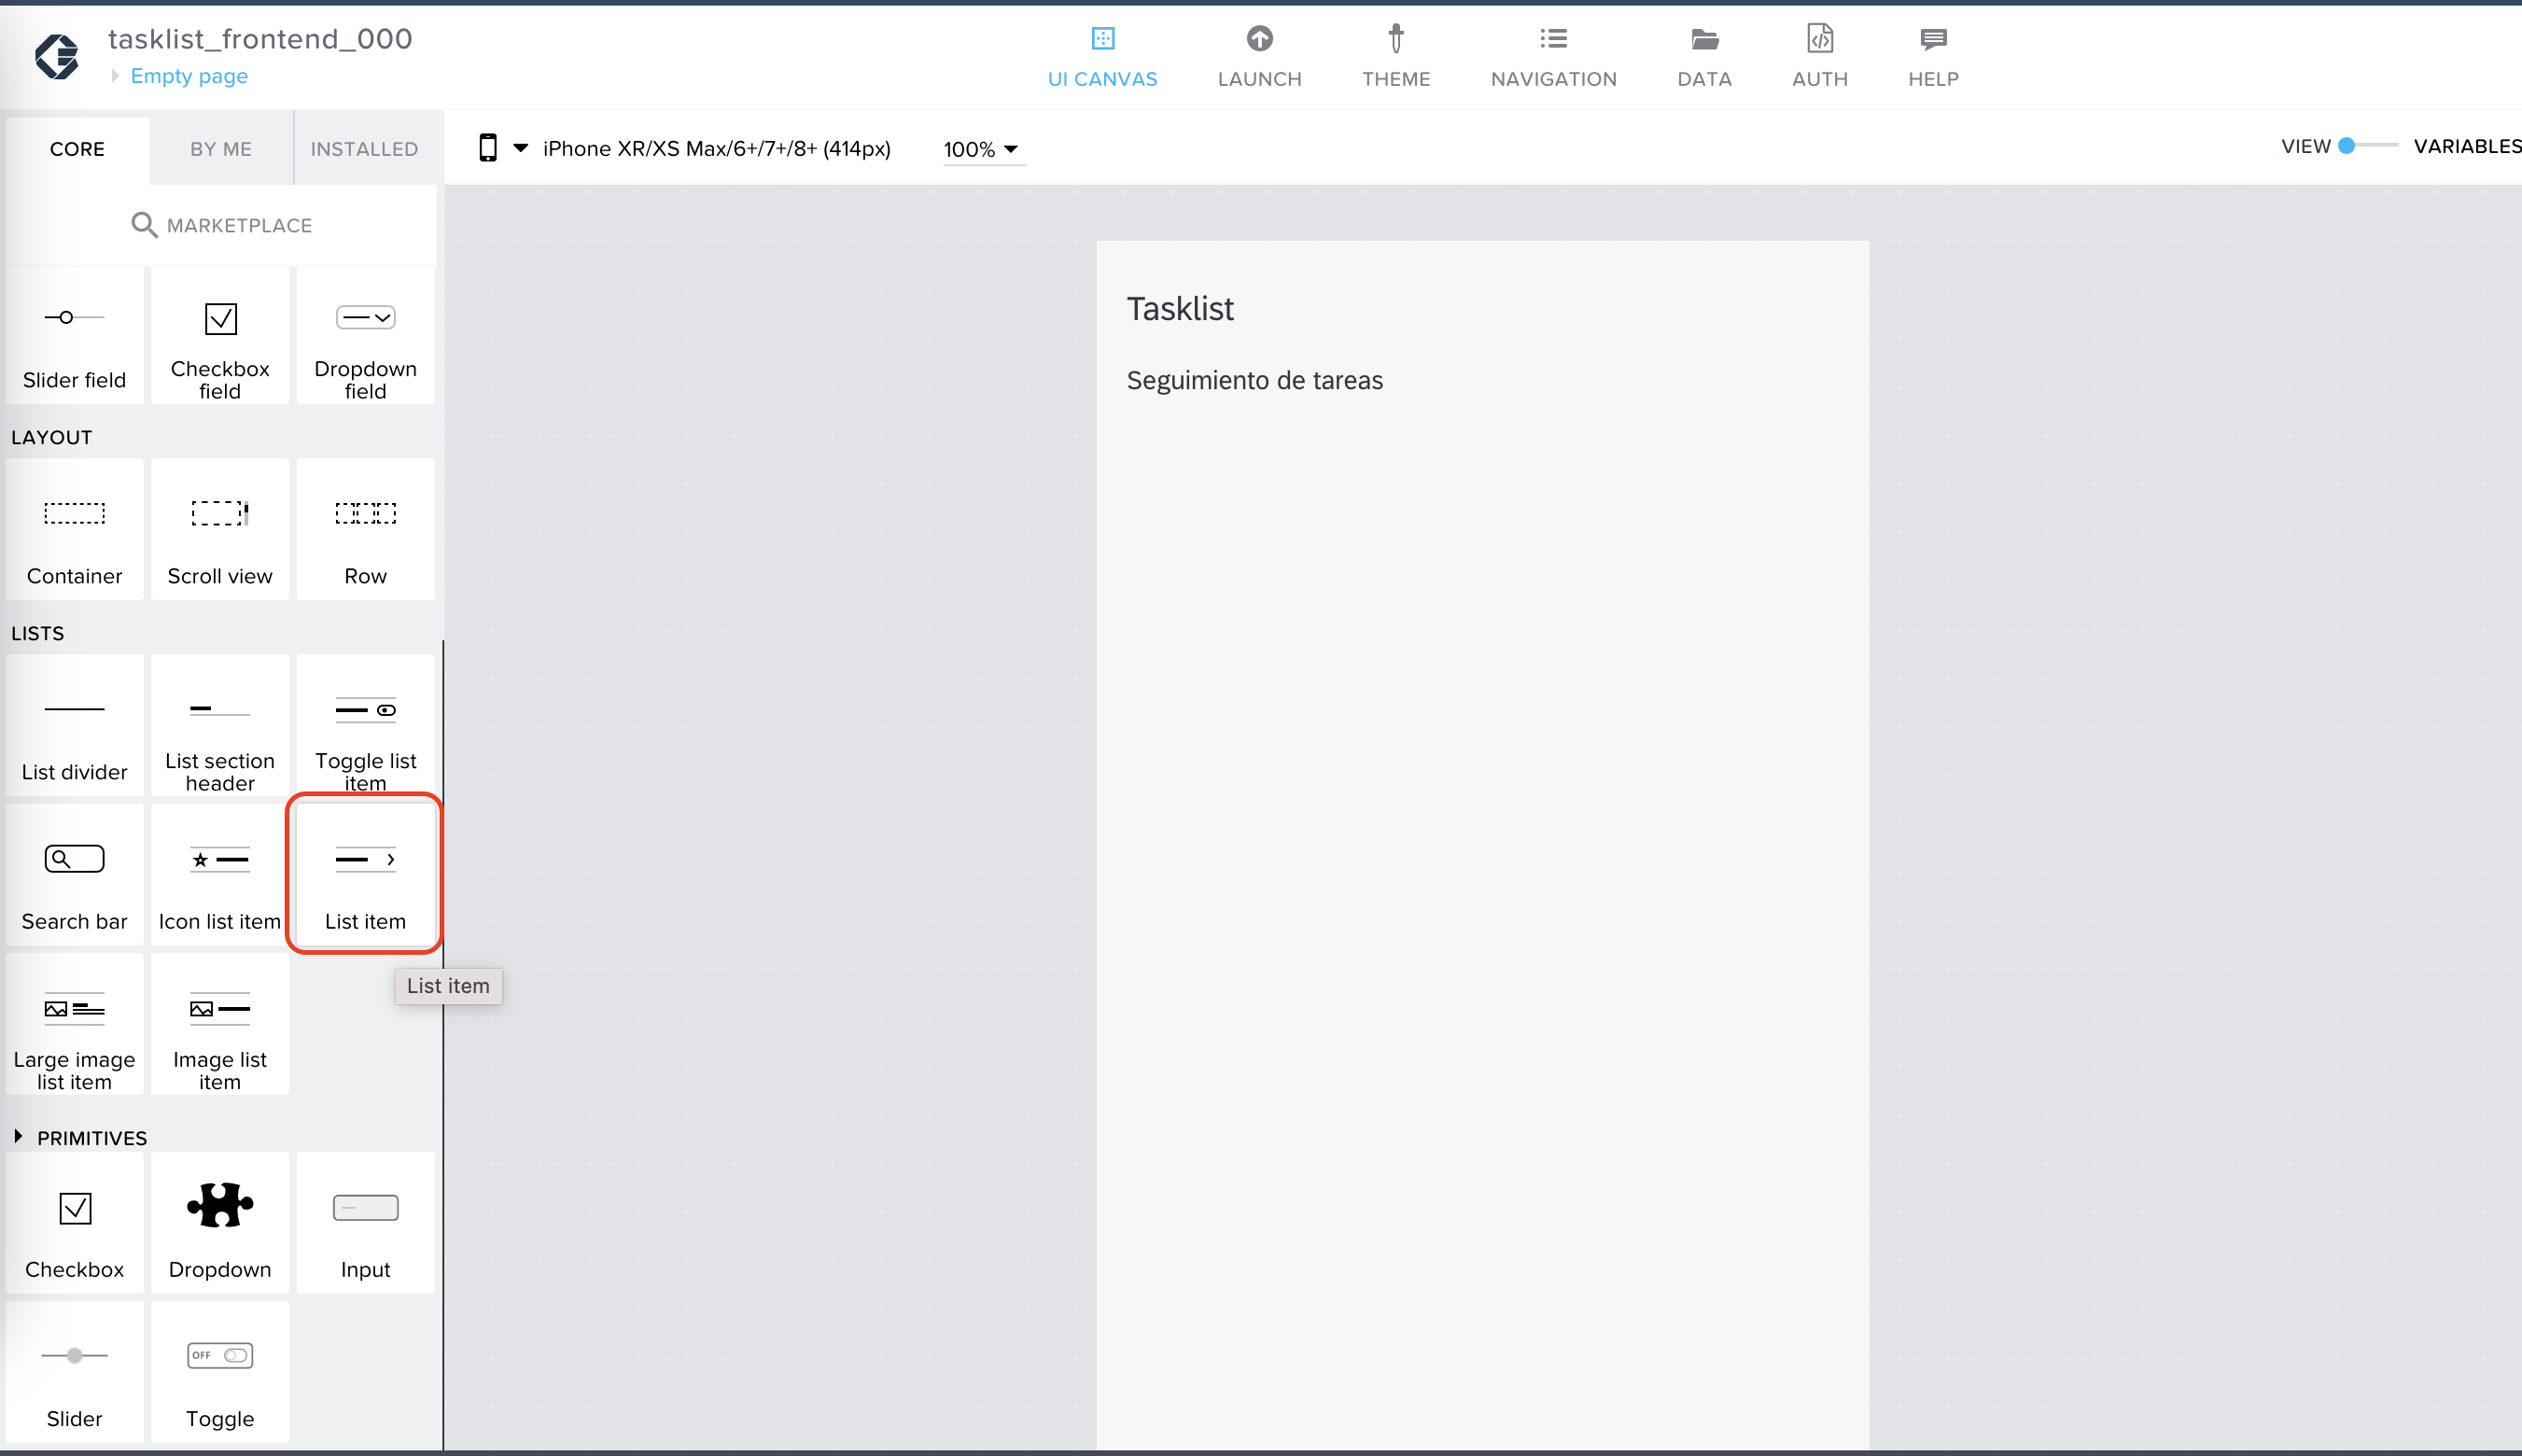 tasklist_frontend_000
Empty page
UI CANVAS
LAUNCH
THEME
NAVIGATION
DATA
AUTH
HELP
CORE
BY ME
INSTALLED
iPhone XR/XS Max/6+/7+/8+ (414px)
100%
VIEW
VARIABLES
MARKETPLACE
Slider field
Checkbox
field
Dropdown
field
LAYOUT
Container
Scroll view
Row
LISTS
List divider
List section
header
Toggle list
item
Search bar
Icon list item
List item
List item
Large image
list item
Image list
item
PRIMITIVES
Checkbox
Dropdown
Input
Slider
OFF
Toggle
Tasklist
Seguimiento de tareas